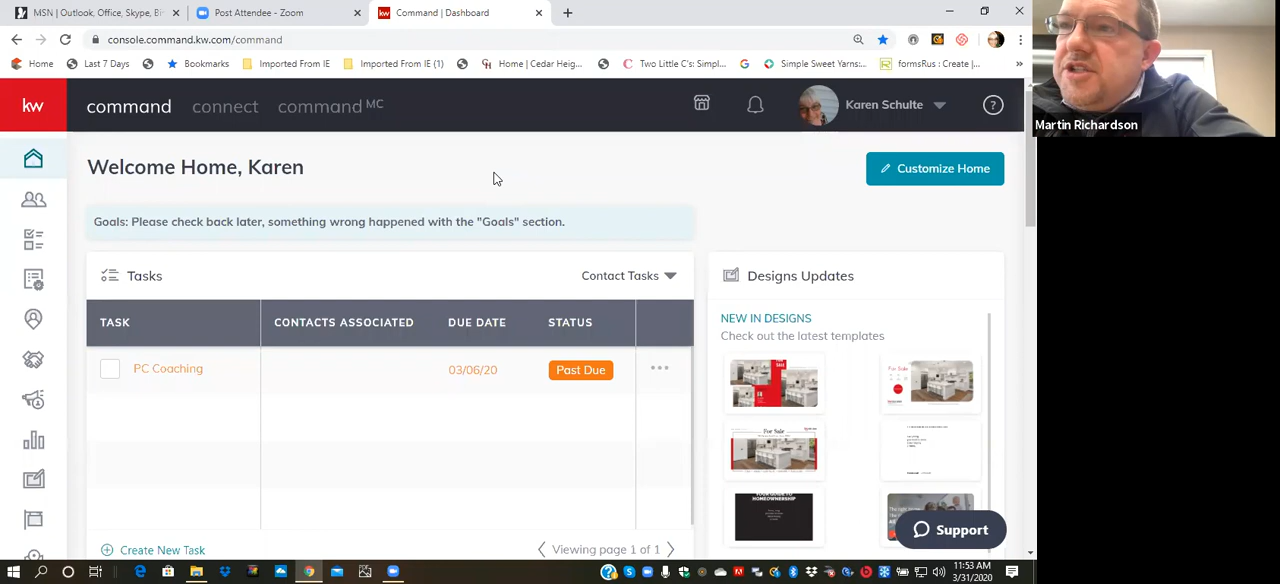 MSN | Outlook, Office, Skype, Bi
Post Attendee - Zoom
kw Command | Dashboard
console.command.kw.com/command
Home
Last 7 Days
Bookmarks
Imported From IE
Imported From IE (1)
Home | Cedar Heig...
Two Little C's: Simpl...
Simple Sweet Yarns:...
formsRus : Create |...
kw
command
connect
command MC
Karen Schulte
Martin Richardson
Welcome Home, Karen
Customize Home
Goals: Please check back later, something wrong happened with the "Goals" section.
Tasks
Contact Tasks
Designs Updates
TASK
CONTACTS ASSOCIATED
DUE DATE
STATUS
NEW IN DESIGNS
Check out the latest templates
PC Coaching
03/06/20
Past Due
For Sale
For Sale
YOUR GUIDE TO
HOMEOWNERSHIP
Support
Create New Task
Viewing page 1 of 1
11:53 AM
3/31/2020